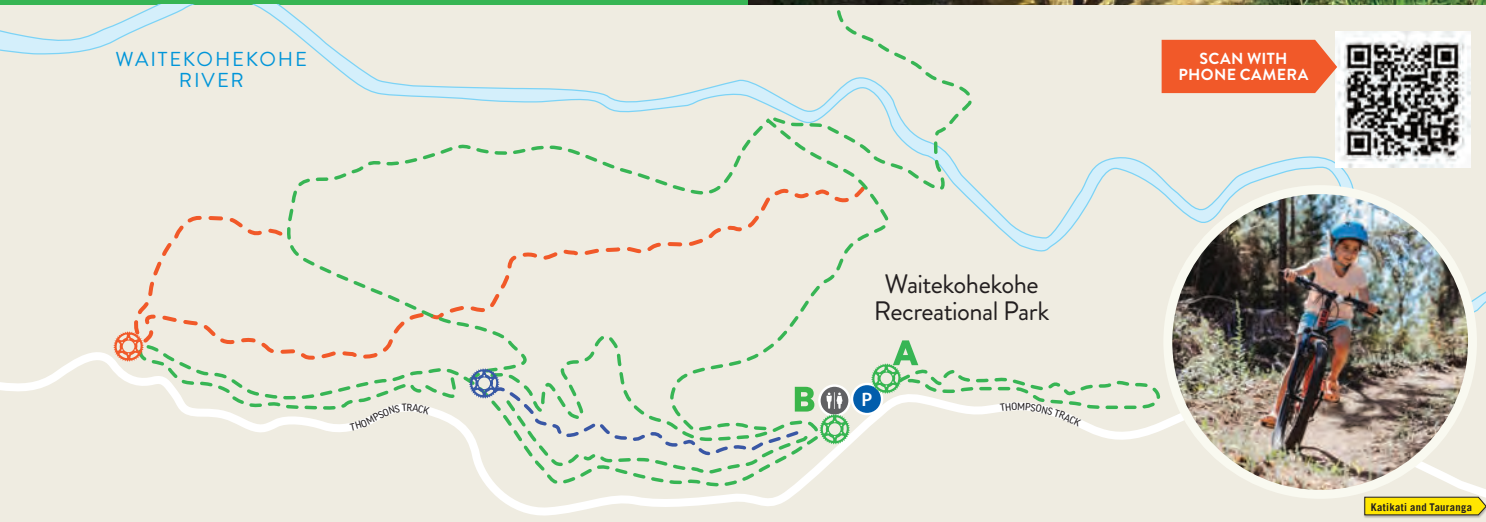 WAITEKOHEKOHE
RIVER
SCAN WITH
PHONE CAMERA
Waitekohekohe
Recreational Park
A
B
P
THOMPSONS TRACK
THOMPSONS TRACK
Katikati and Tauranga